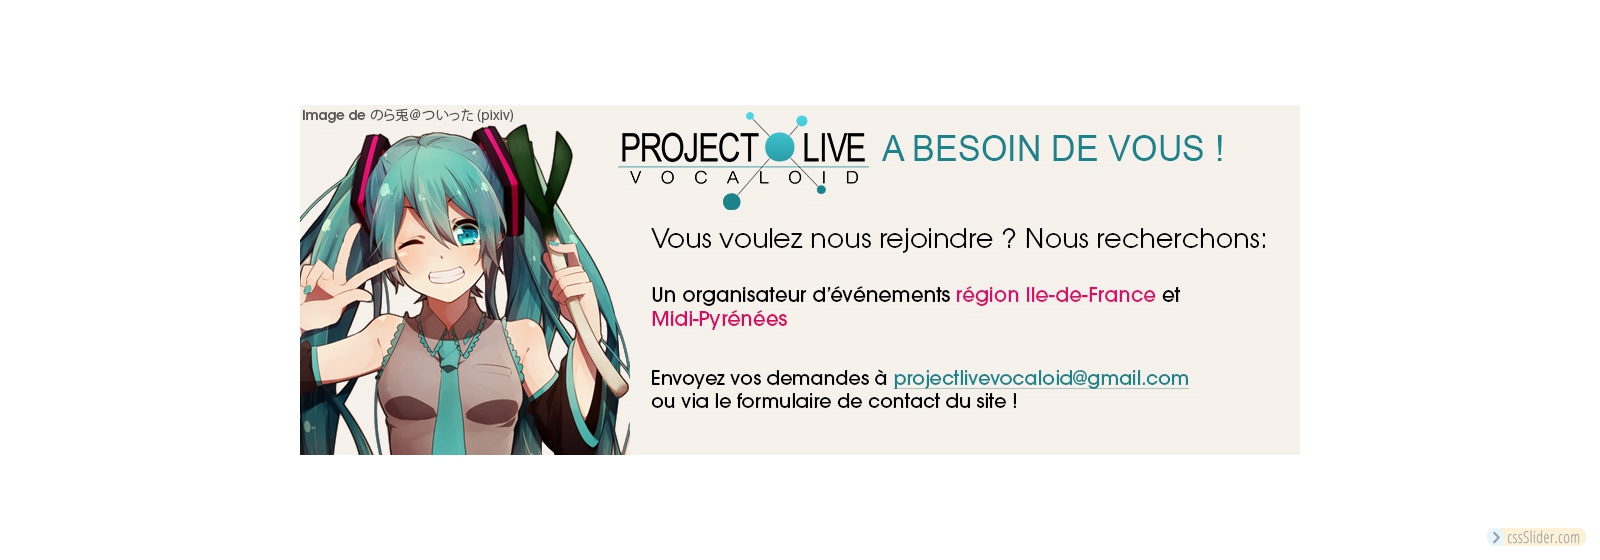 Image de のら兎@ついった (pixiv)
PROJECT LIVE
VOCALOID
A BESOIN DE VOUS !
Vous voulez nous rejoindre ? Nous recherchons:
Un organisateur d'événements région Ile-de-France et
Midi-Pyrénées
Envoyez vos demandes à projectlivevocaloid@gmail.com
ou via le formulaire de contact du site !
cssSlider.com